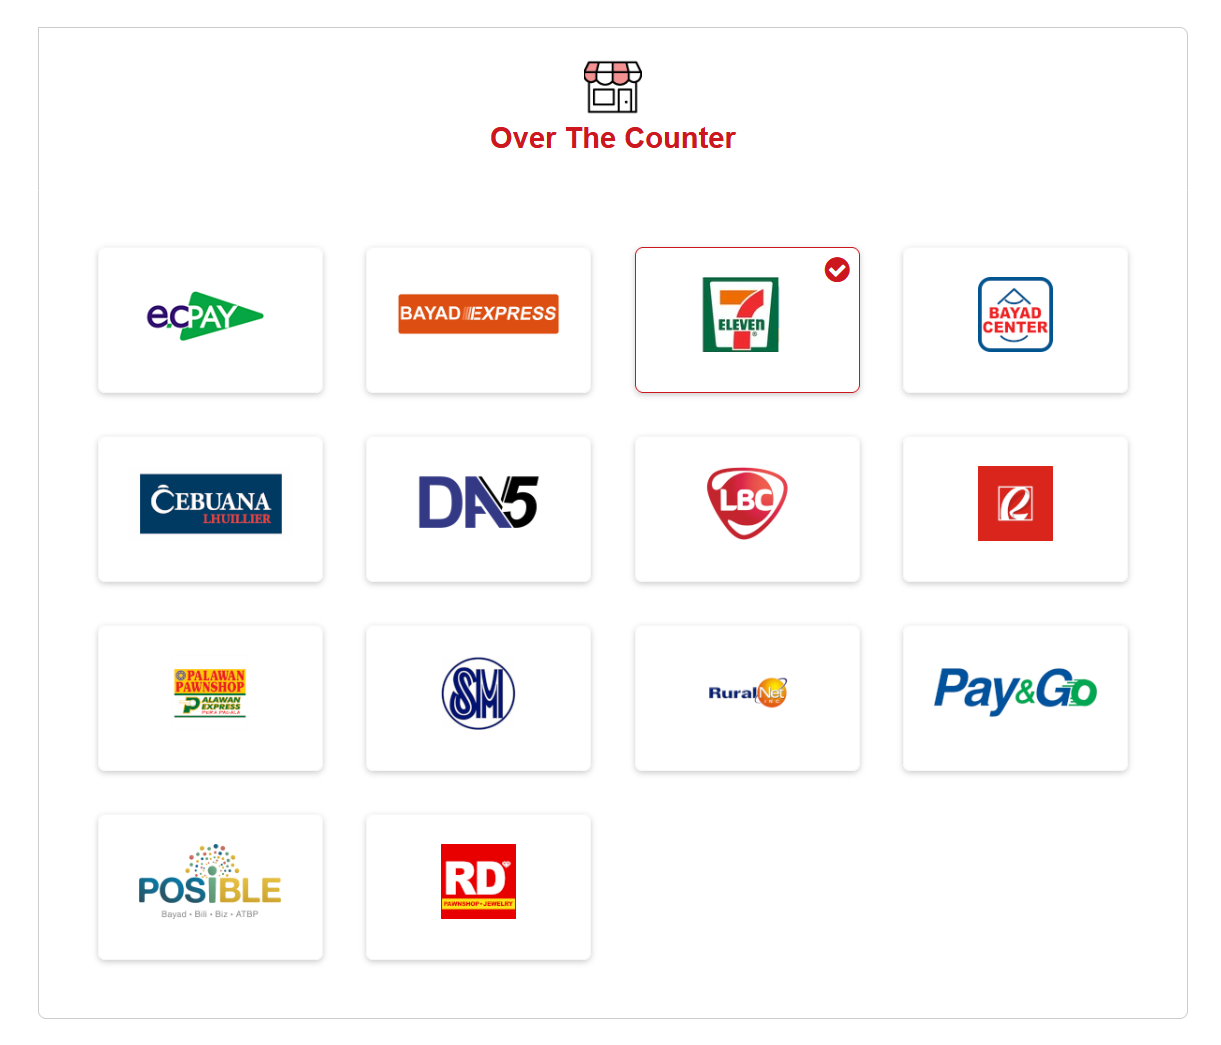 Over The Counter
ecPAY
BAYAD EXPRESS
7
ELEVEN
®
BAYAD
CENTER
CEBUANA
LHUILLIER
DA5
LBC
R
PALAWAN
PAWNSHOP
PALAWAN
EXPRESS
PERA PADALA
SM
RuralNet
INC
Pay&Go
POSiBLE
Bayad • Bili • Biz • ATBP
RD
PAWNSHOP•JEWELRY